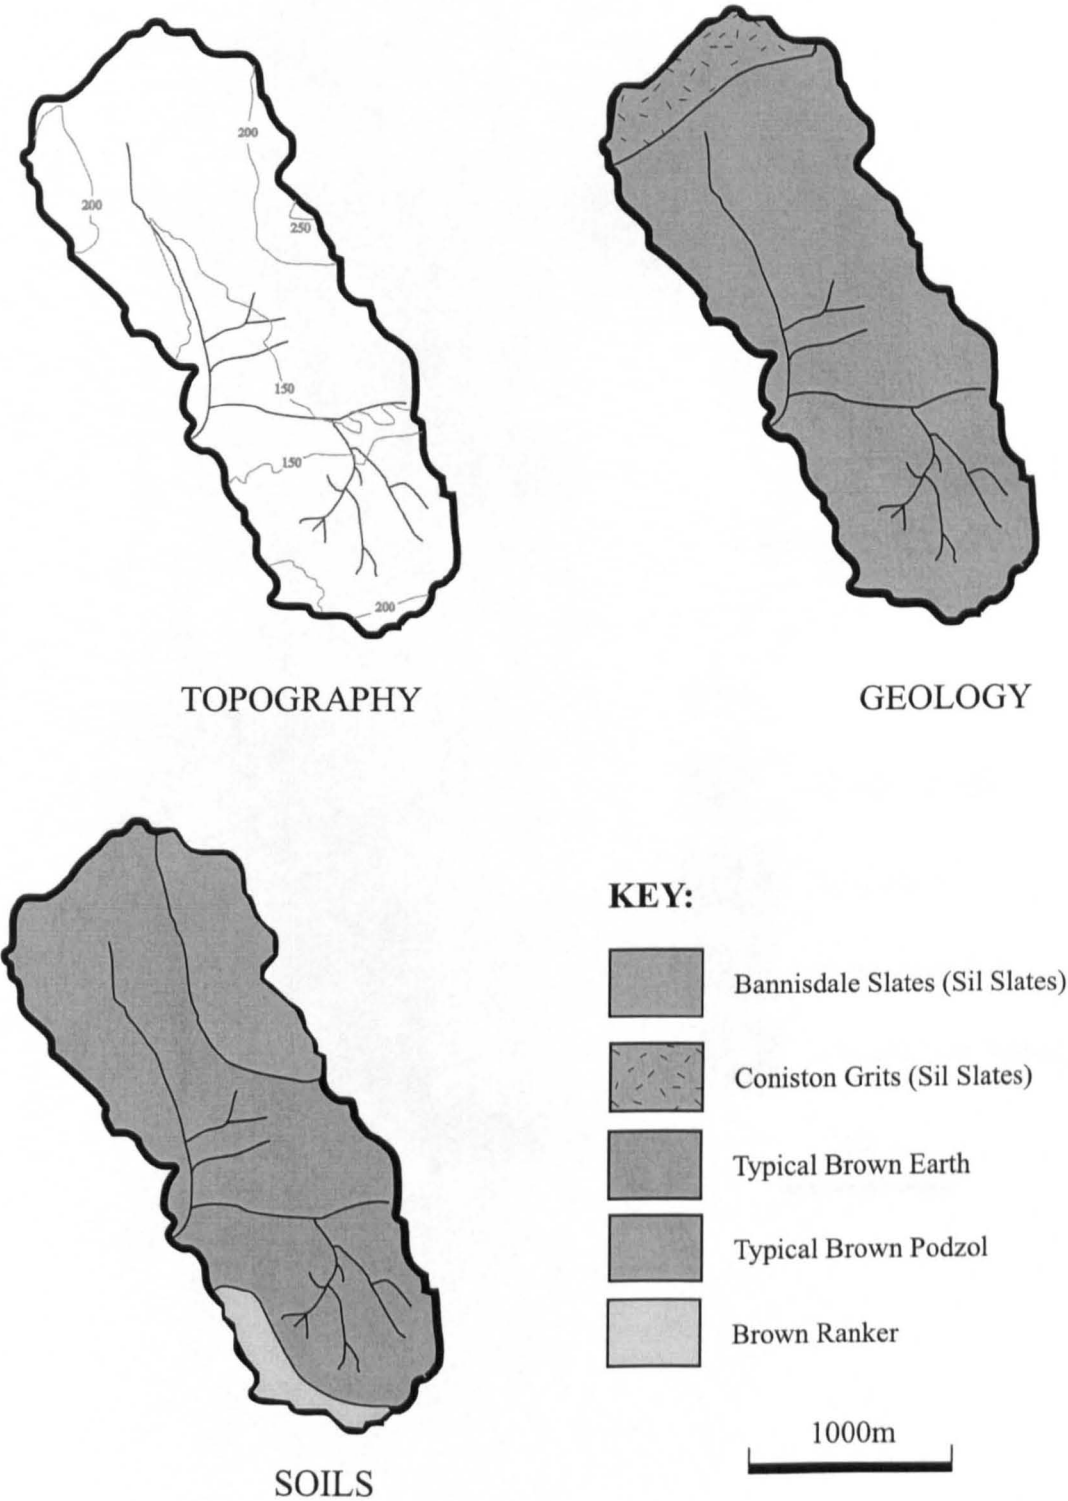 200
200
250
150
150
200
TOPOGRAPHY
GEOLOGY
KEY:
Bannisdale Slates (Sil Slates)
Coniston Grits (Sil Slates)
Typical Brown Earth
Typical Brown Podzol
Brown Ranker
1000m
SOILS